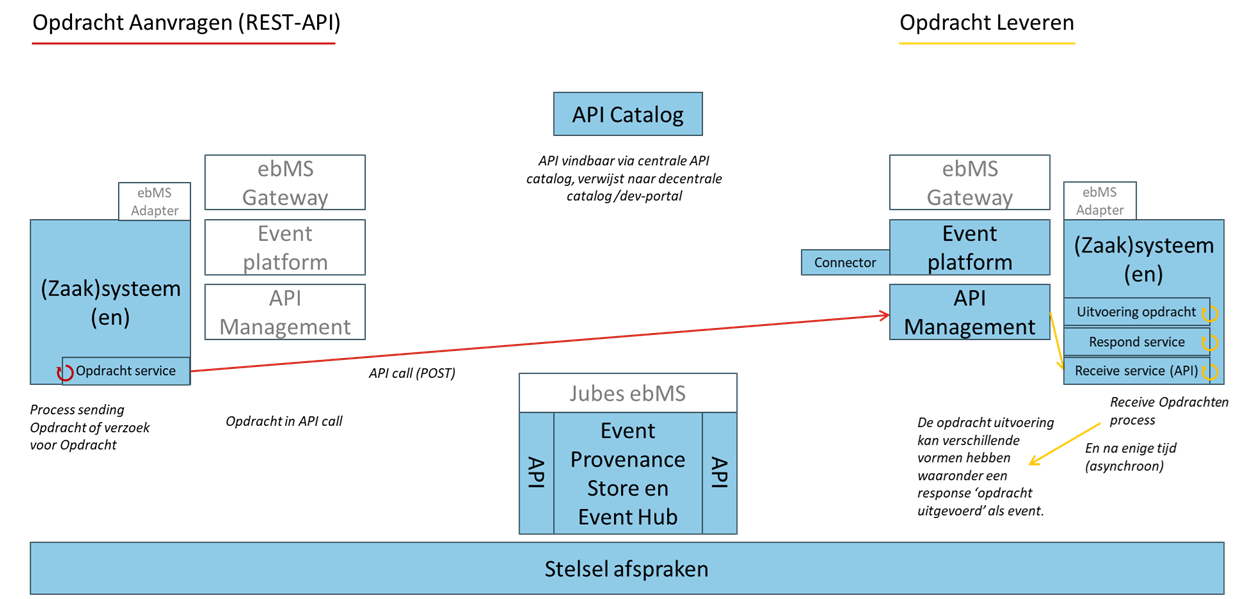 Opdracht Aanvragen (REST-API)
Opdracht Leveren
API Catalog
API vindbaar via centrale API
catalog, verwijst naar decentrale
catalog/dev-portal
ebMS
Adapter
(Zaak)systeem
(en)
Opdracht service
Process sending
Opdracht of verzoek
voor Opdracht
ebMS
Gateway
Event
platform
API
Management
API call (POST)
Opdracht in API call
Jubes ebMS
API
Event
Provenance
Store en
Event Hub
API
ebMS
Gateway
Connector
Event
platform
API
Management
ebMS
Adapter
(Zaak)systeem
(en)
Uitvoering opdracht
Respond service
Receive service (API)
Receive Opdrachten
process
En na enige tijd
(asynchroon)
De opdracht uitvoering
kan verschillende
vormen hebben
waaronder een
response ‘opdracht
uitgevoerd’ als event.
Stelsel afspraken